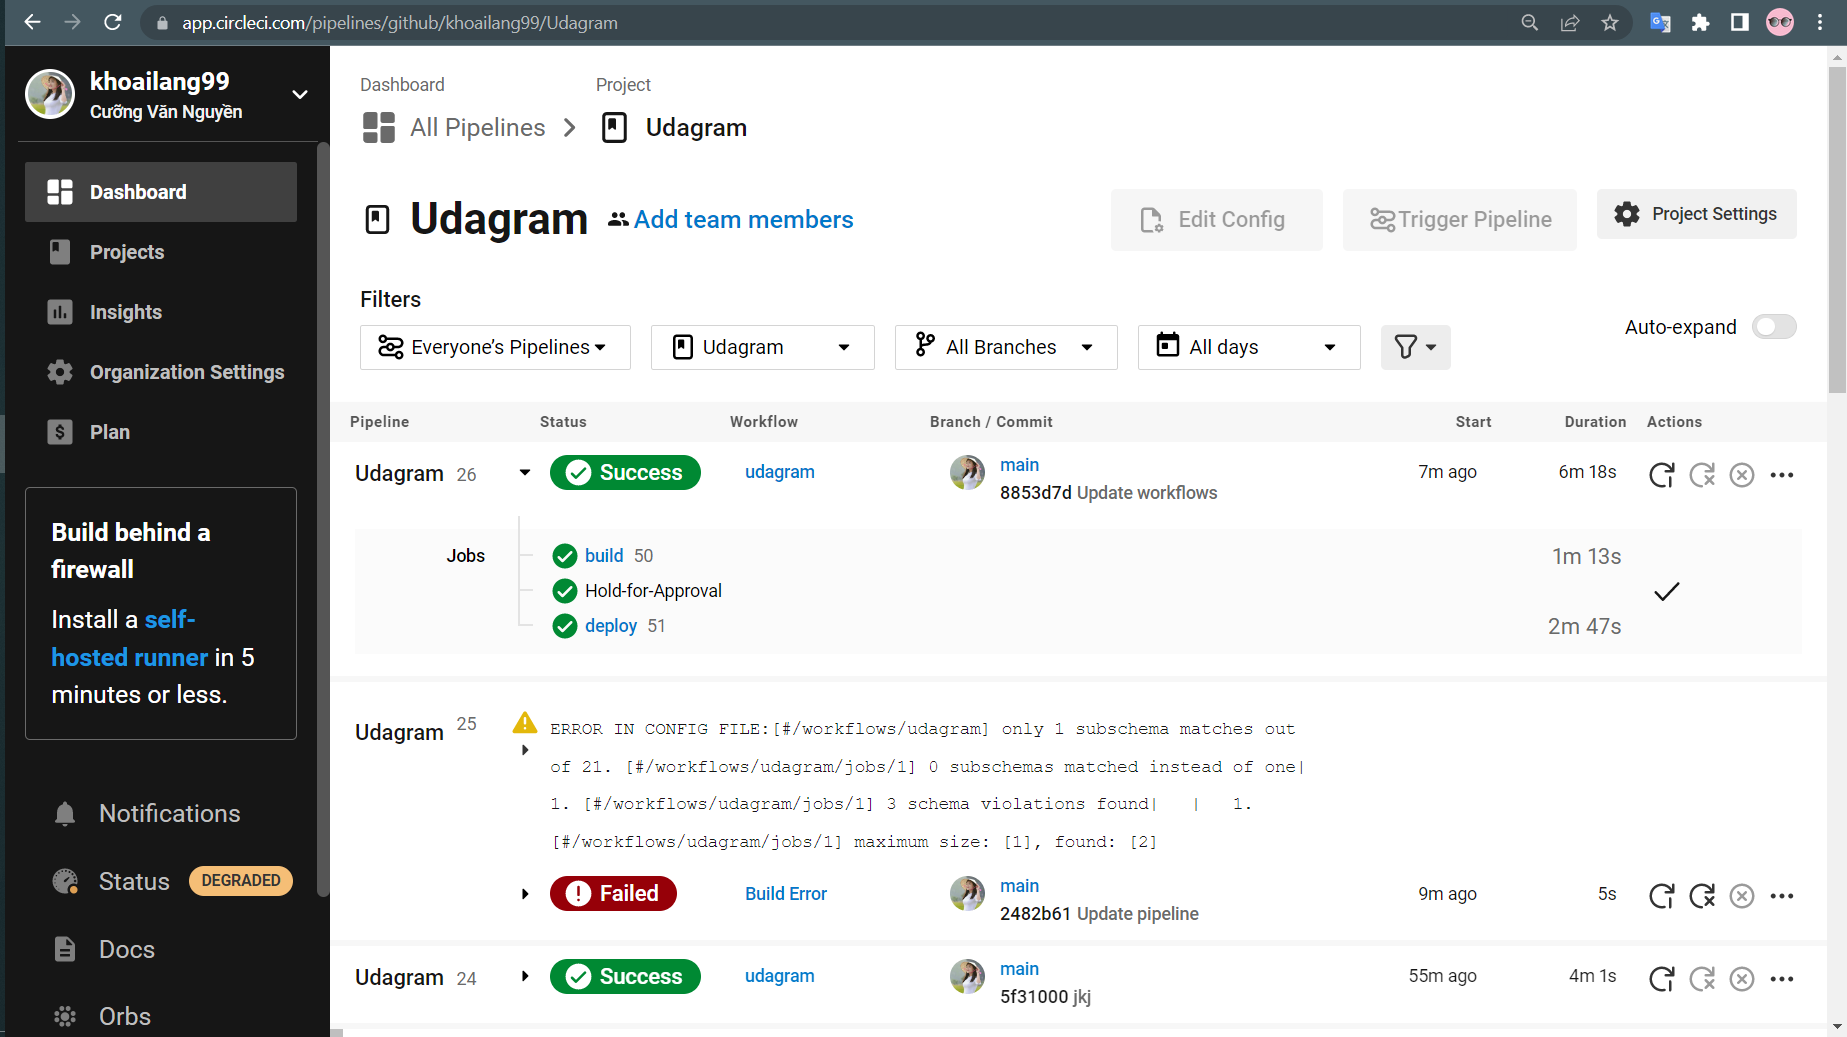 app.circleci.com/pipelines/github/khoailang99/Udagram
khoailang99
Cưỡng Văn Nguyễn
Dashboard
Projects
Insights
Organization Settings
Plan
Build behind a
firewall
Install a self-
hosted runner in 5
minutes or less.
Notifications
Status DEGRADED
Docs
Orbs
Dashboard Project
All Pipelines Udagram
Udagram Add team members Edit Config Trigger Pipeline Project Settings
Filters
Everyone’s Pipelines Udagram All Branches All days Auto-expand
Pipeline Status Workflow Branch / Commit Start Duration Actions
Udagram 26 Success udagram main 7m ago 6m 18s
8853d7d Update workflows
Jobs build 50 1m 13s
Hold-for-Approval
deploy 51 2m 47s
Udagram 25 ERROR IN CONFIG FILE:[#/workflows/udagram] only 1 subschema matches out
of 21. [#/workflows/udagram/jobs/1] 0 subschemas matched instead of one|
1. [#/workflows/udagram/jobs/1] 3 schema violations found| | 1.
[#/workflows/udagram/jobs/1] maximum size: [1], found: [2]
Failed Build Error main 9m ago 5s
2482b61 Update pipeline
Udagram 24 Success udagram main 55m ago 4m 1s
5f31000 jkj